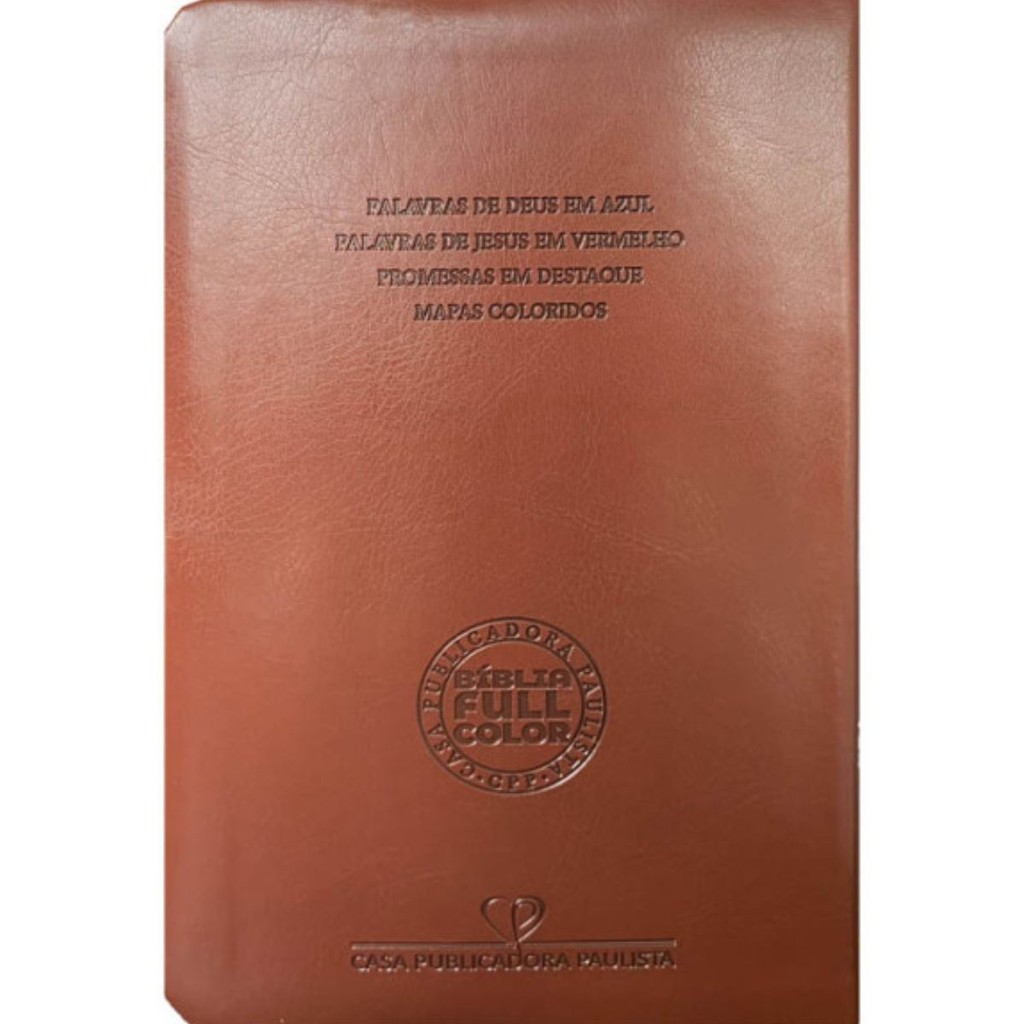 PALAVRAS DE DEUS EM AZUL
PALAVRAS DE JESUS EM VERMELHO
PROMESSAS EM DESTAQUE
MAPAS COLORIDOS
CASA PUBLICADORA PAULISTA
BÍBLIA
FULL
COLOR
· CPP ·
CASA PUBLICADORA PAULISTA